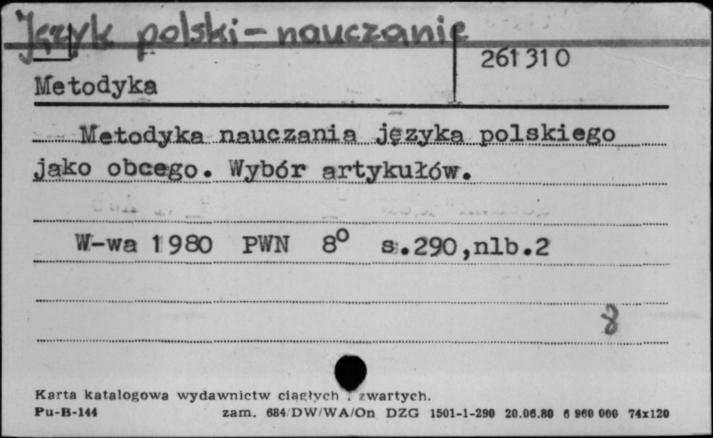 Język polski - nauczanie
261310
Metodyka
Metodyka nauczania języka polskiego
jako obcego. Wybór artykułów.
W-wa 1980 PWN 8° s.290,nlb.2
8
Karta katalogowa wydawnictw ciągłych i zwartych.
Pu-B-144 zam. 684/DW/WA/On DZG 1501-1-290 20.06.80 6 960 000 74x120